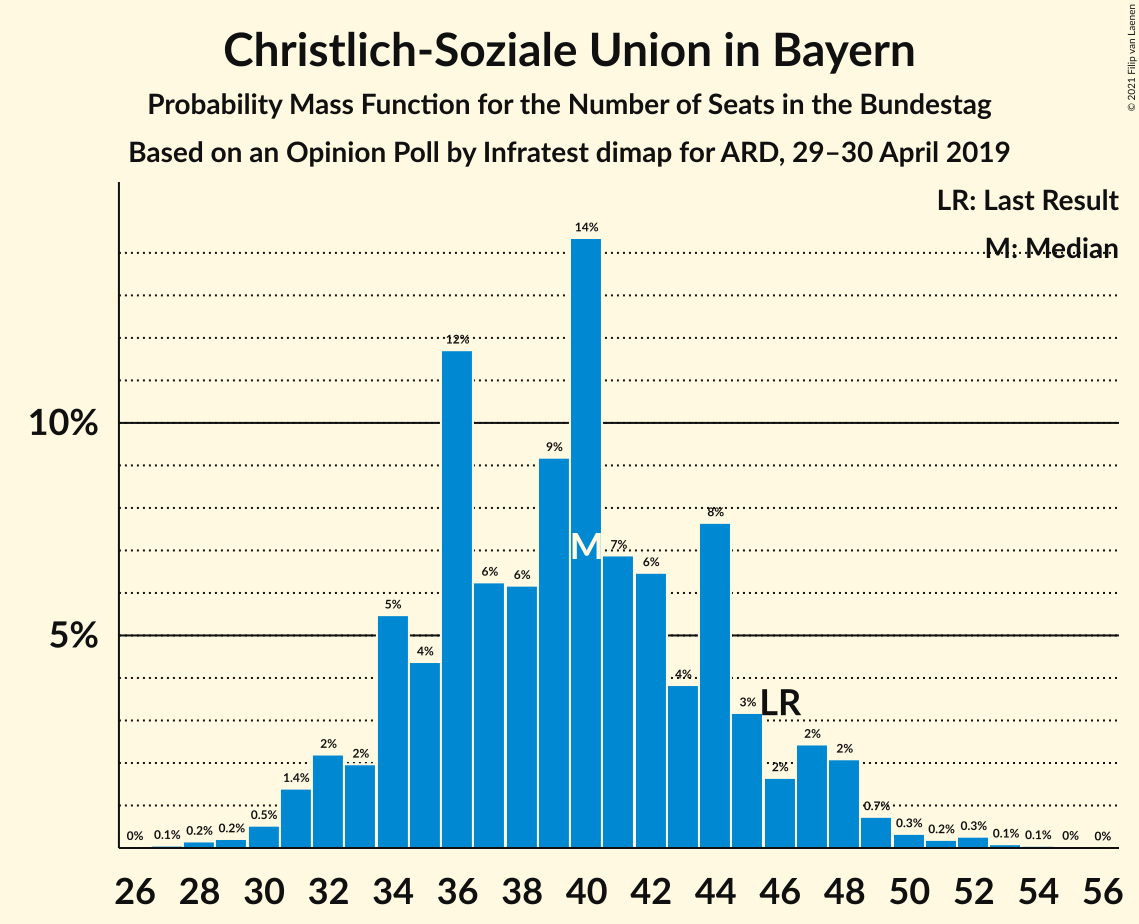 Christlich-Soziale Union in Bayern
Probability Mass Function for the Number of Seats in the Bundestag
Based on an Opinion Poll by Infratest dimap for ARD, 29–30 April 2019
© 2021 Filip van Laenen
LR: Last Result
M: Median
10%
5%
0% 0.1% 0.2% 0.2% 0.5% 1.4% 2% 2% 5% 4% 12% 6% 6% 9% 14% 7% 6% 4% 8% 3% 2% 2% 2% 0.7% 0.3% 0.2% 0.3% 0.1% 0.1% 0% 0%
M
LR
26 28 30 32 34 36 38 40 42 44 46 48 50 52 54 56